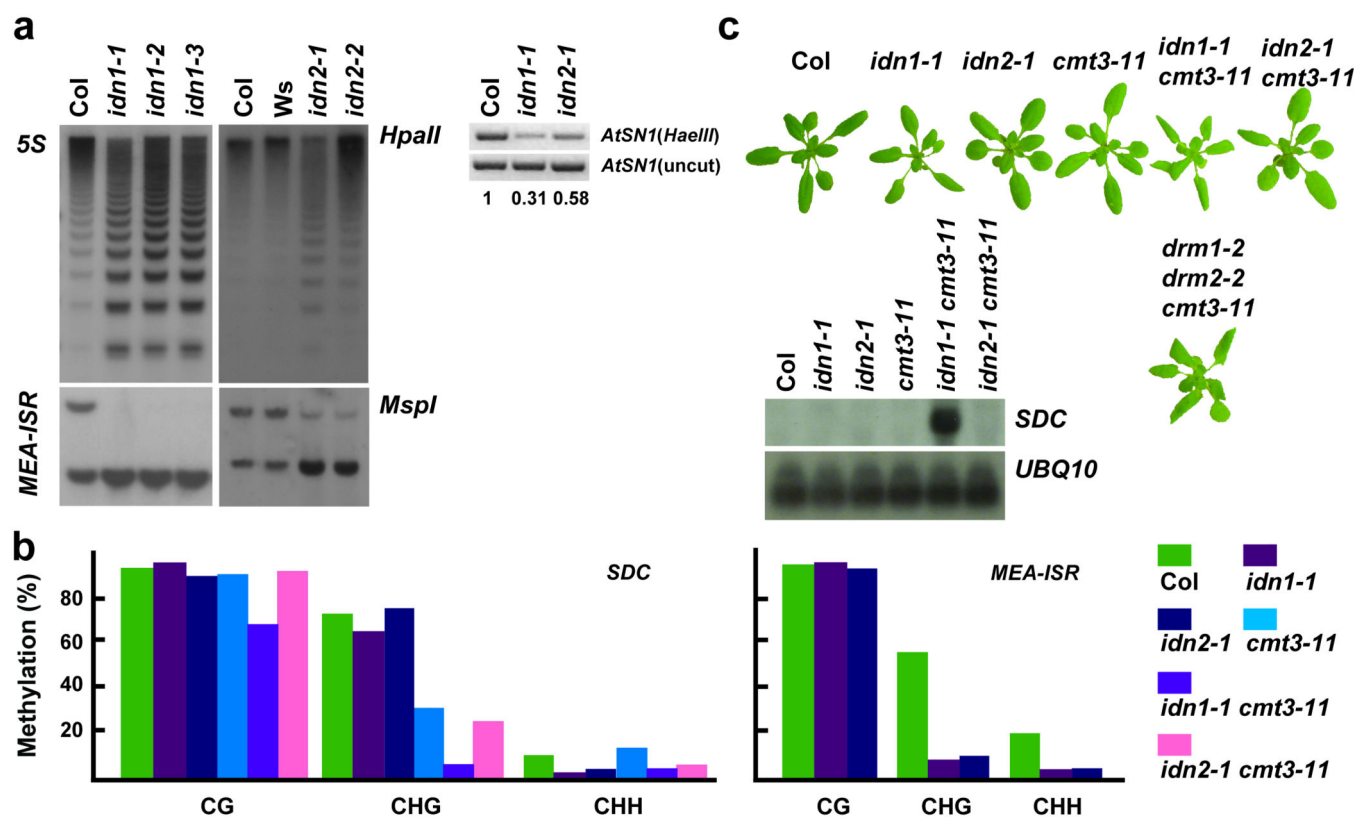 a
Col
idn1-1
idn1-2
idn1-3
Col
Ws
idn2-1
idn2-2
5S
HpaII
MEA-ISR
MspI
Col
idn1-1
idn2-1
AtSN1(HaeIII)
AtSN1(uncut)
1 0.31 0.58
c
Col
idn1-1
idn2-1
cmt3-11
idn1-1
cmt3-11
idn2-1
cmt3-11
drm1-2
drm2-2
cmt3-11
Col
idn1-1
idn2-1
cmt3-11
idn1-1 cmt3-11
idn2-1 cmt3-11
SDC
UBQ10
b
Methylation (%)
80
60
40
20
SDC
CG CHG CHH
MEA-ISR
CG CHG CHH
Col
idn1-1
idn2-1
cmt3-11
idn1-1 cmt3-11
idn2-1 cmt3-11